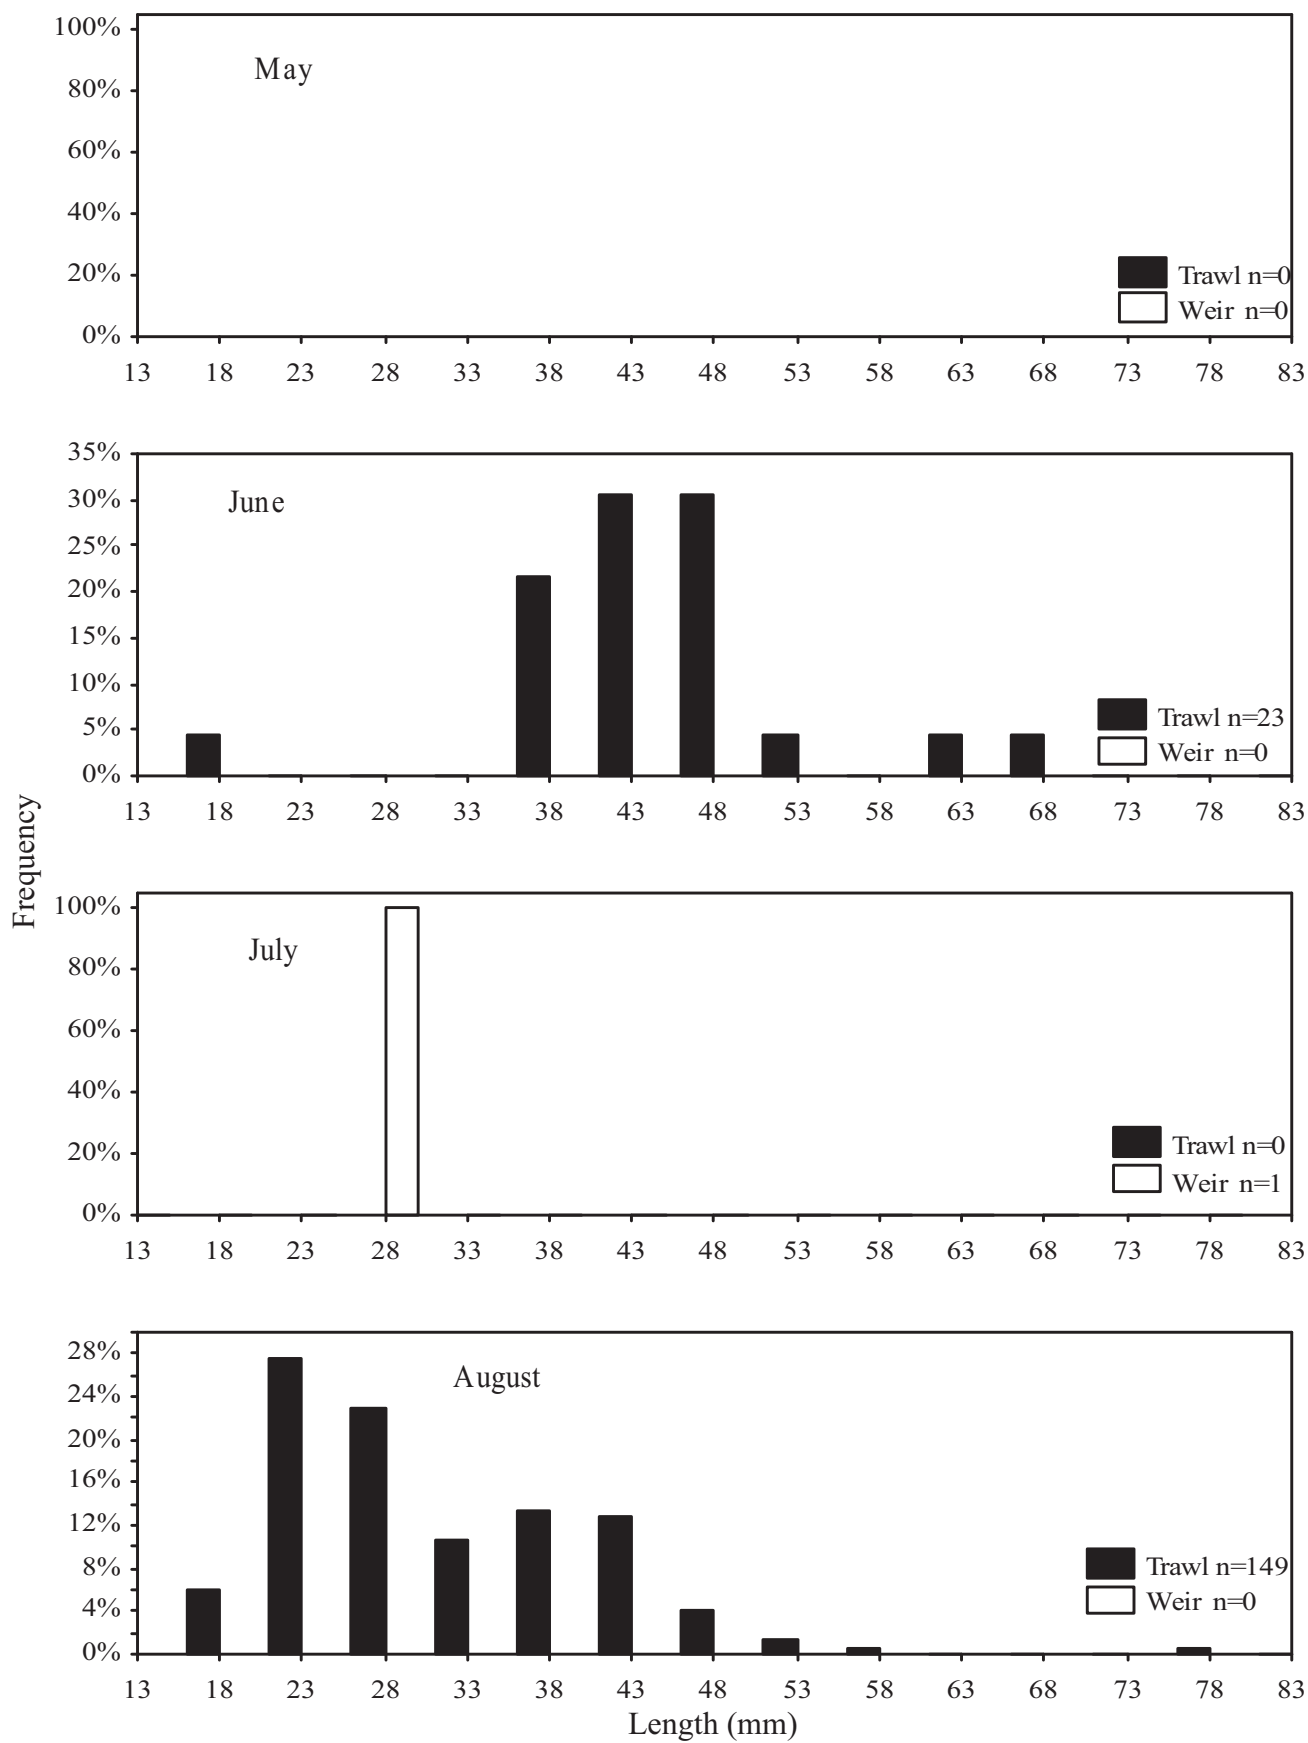 100%
May
80%
60%
40%
20%
Trawl n=0
Weir n=0
0%
13 18 23 28 33 38 43 48 53 58 63 68 73 78 83
35%
30%
June
25%
20%
15%
10%
5%
Trawl n=23
Weir n=0
0%
13 18 23 28 33 38 43 48 53 58 63 68 73 78 83
Frequency
100%
July
80%
60%
40%
20%
Trawl n=0
Weir n=1
0%
13 18 23 28 33 38 43 48 53 58 63 68 73 78 83
28%
August
24%
20%
16%
12%
8%
Trawl n=149
Weir n=0
4%
0%
13 18 23 28 33 38 43 48 53 58 63 68 73 78 83
Length (mm)